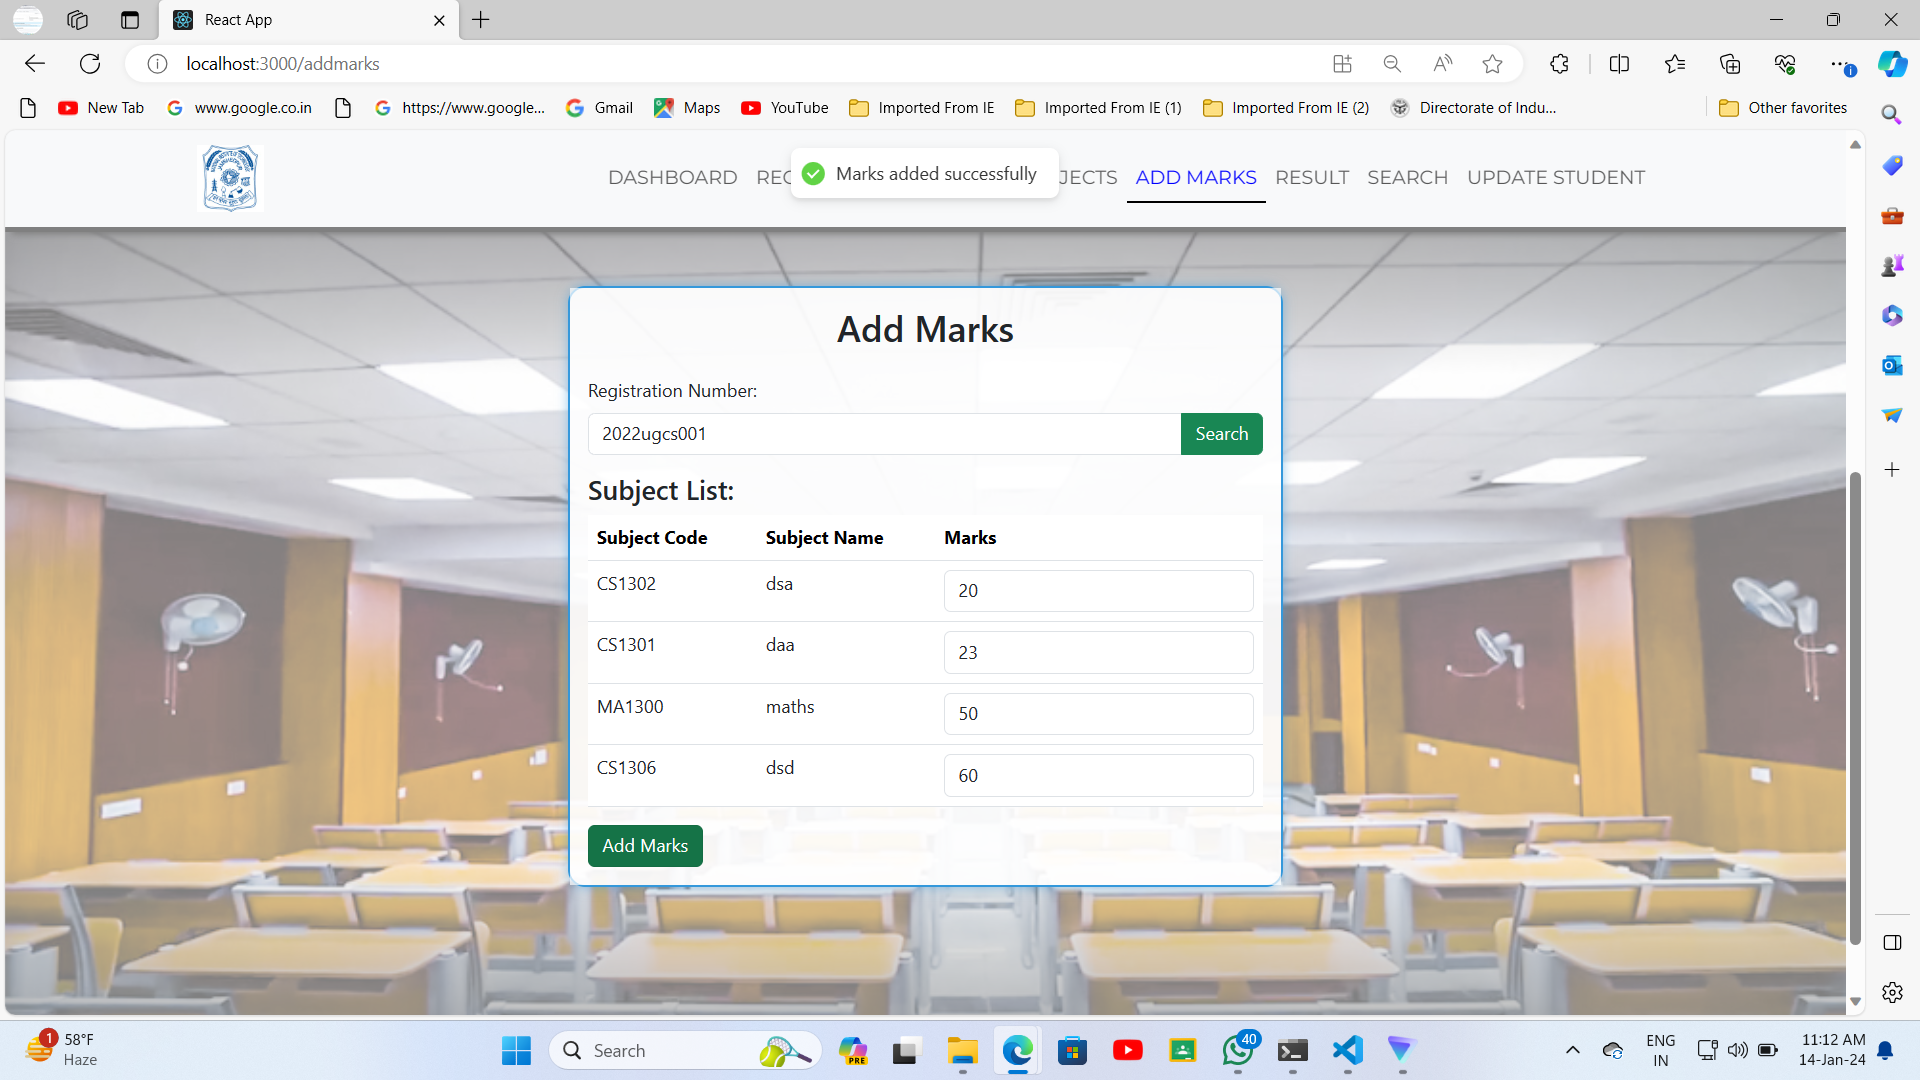 React App
localhost:3000/addmarks
New Tab
www.google.co.in
https://www.google...
Gmail
Maps
YouTube
Imported From IE
Imported From IE (1)
Imported From IE (2)
Directorate of Indu...
Other favorites
DASHBOARD
REG
Marks added successfully
JECTS
ADD MARKS
RESULT
SEARCH
UPDATE STUDENT
Add Marks
Registration Number:
2022ugcs001
Search
Subject List:
Subject Code Subject Name Marks
CS1302 dsa 20
CS1301 daa 23
MA1300 maths 50
CS1306 dsd 60
Add Marks
1
58°F
Haze
Search
PRE
40
ENG
IN
11:12 AM
14-Jan-24